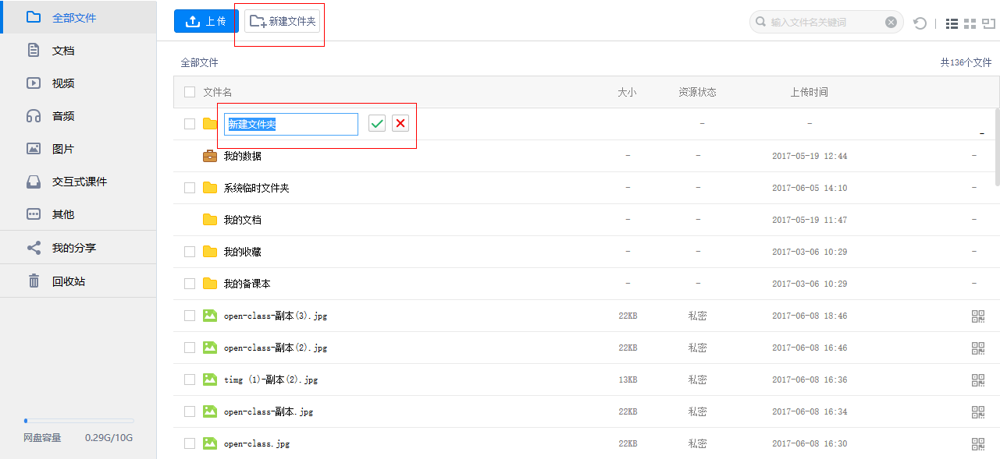 全部文件
文档
视频
音频
图片
交互式课件
其他
我的分享
回收站
网盘容量 0.29G/10G
上传 新建文件夹 输入文件名关键词
全部文件 共136个文件
文件名 大小 资源状态 上传时间
新建文件夹 - - -
我的数据 - - 2017-05-19 12:44 -
系统临时文件夹 - - 2017-06-05 14:10 -
我的文档 - - 2017-05-19 11:47 -
我的收藏 - - 2017-03-06 10:29 -
我的备课本 - - 2017-03-06 10:29 -
open-class-副本(3).jpg 22KB 私密 2017-06-08 18:46
open-class-副本(2).jpg 22KB 私密 2017-06-08 16:46
timg (1)-副本(2).jpg 13KB 私密 2017-06-08 16:36
open-class-副本.jpg 22KB 私密 2017-06-08 16:34
open-class.jpg 22KB 私密 2017-06-08 16:30